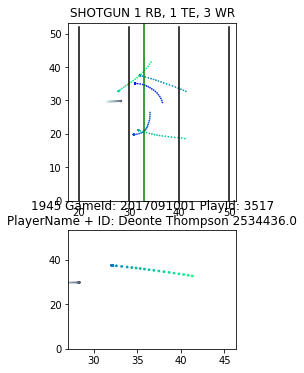 SHOTGUN 1 RB, 1 TE, 3 WR
50
40
30
20
10
0
20 30 40 50
1945 GameId: 2017091001 PlayId: 3517
PlayerName + ID: Deonte Thompson 2534436.0
40
20
0
30 35 40 45